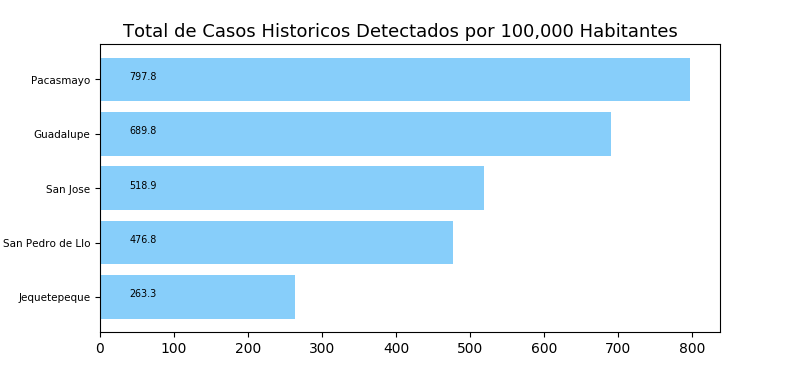 Total de Casos Historicos Detectados por 100,000 Habitantes
Pacasmayo 797.8
Guadalupe 689.8
San Jose 518.9
San Pedro de Llo 476.8
Jequetepeque 263.3
0 100 200 300 400 500 600 700 800